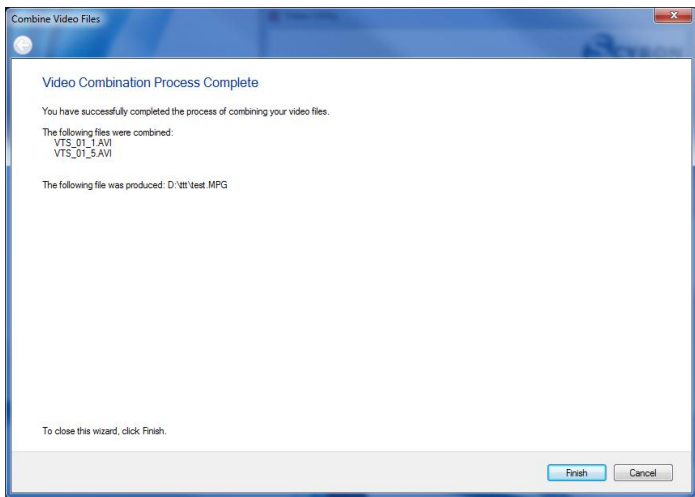 Combine Video Files
Video Combination Process Complete
You have successfully completed the process of combining your video files.
The following files were combined:
VTS_01_1.AVI
VTS_01_5.AVI
The following file was produced: D:\ttt\test.MPG
To close this wizard, click Finish.
Finish
Cancel